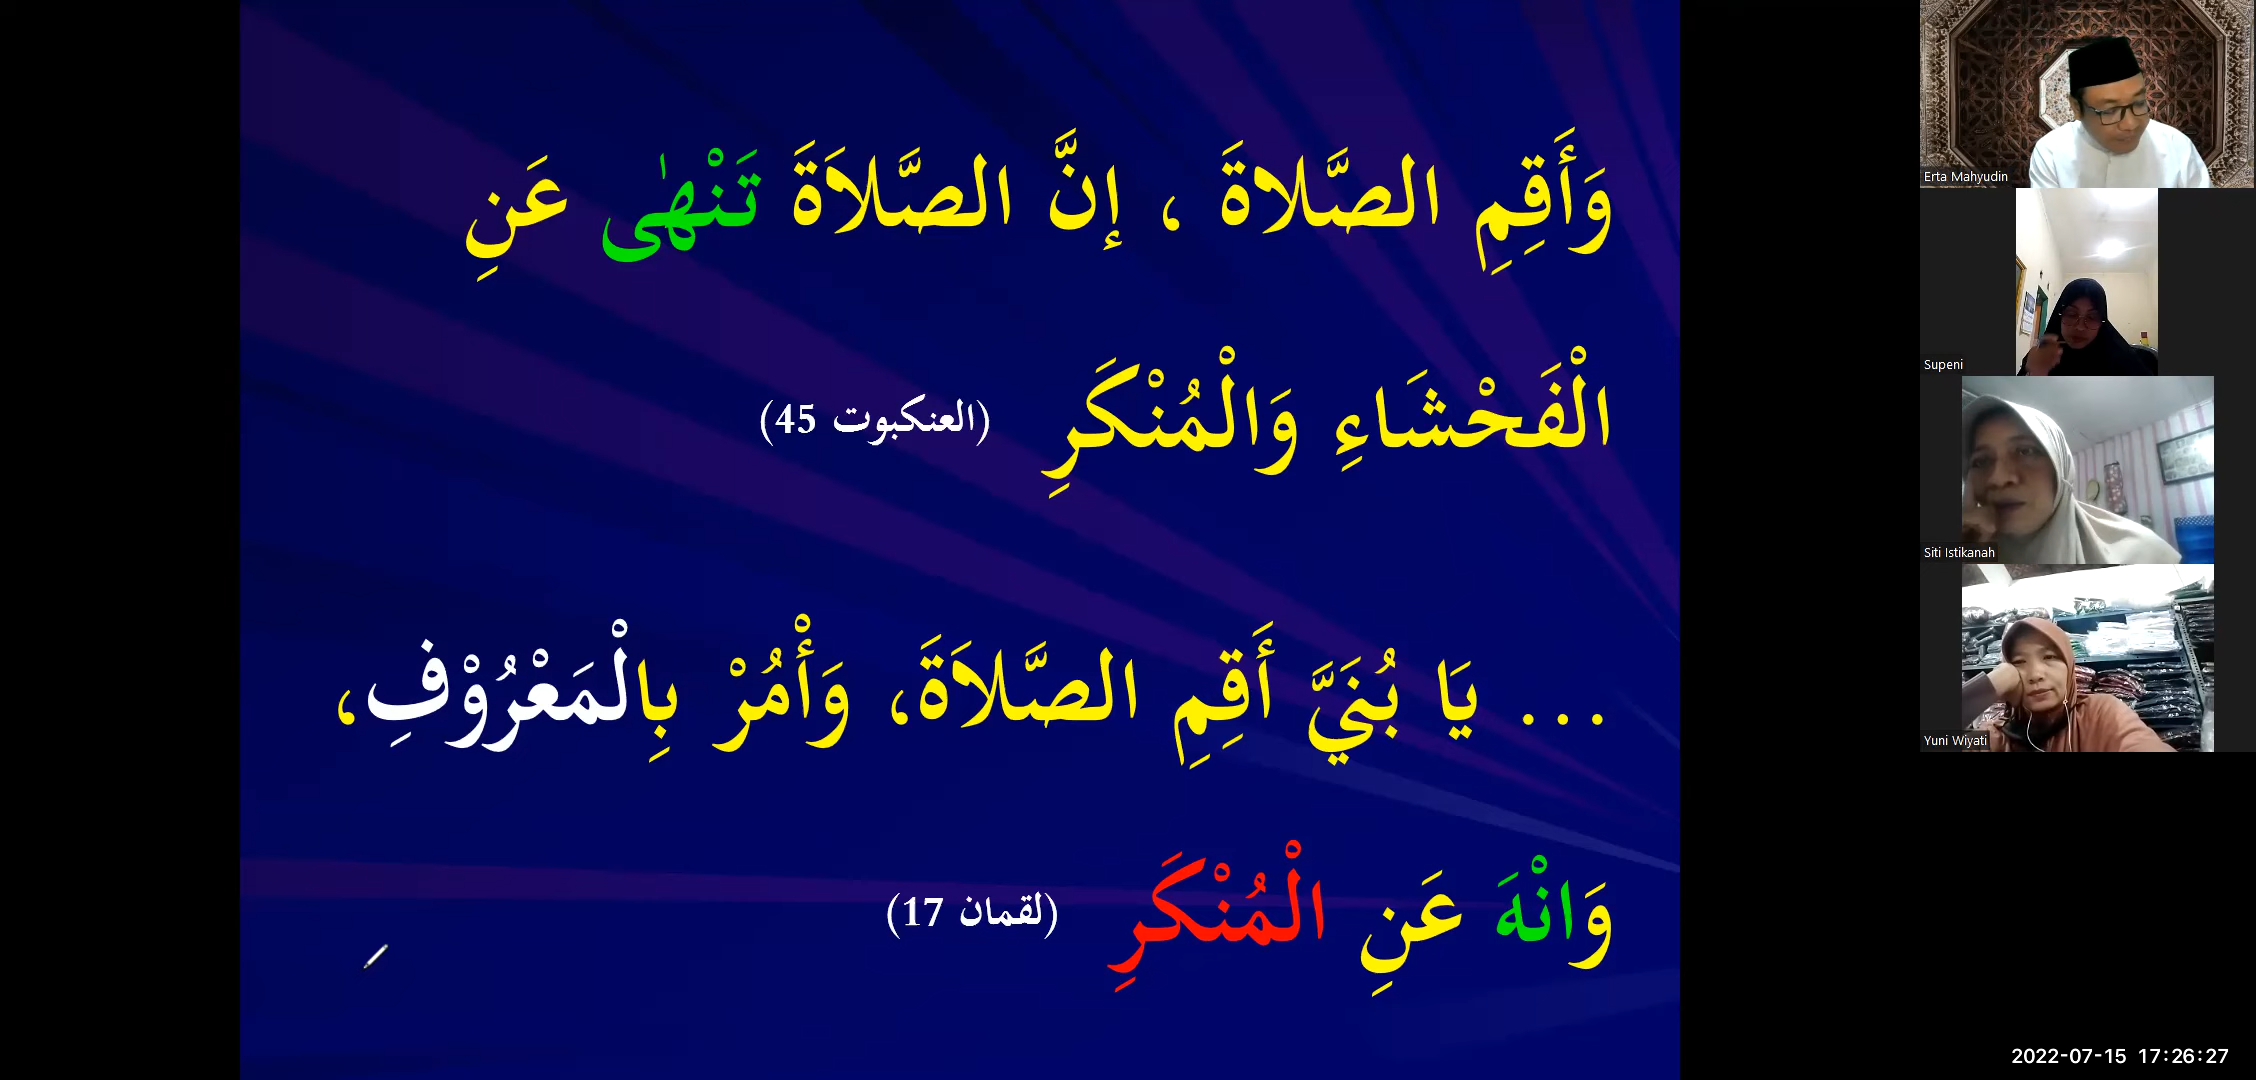 وَأَقِمِ الصَّلاةَ ، إِنَّ الصَّلاَةَ تَنْهٰى عَنِ
الْفَحْشَاءِ وَالْمُنْكَرِ (العنكبوت 45)
... يَا بُنَيَّ أَقِمِ الصَّلاَةَ، وَأْمُرْ بِالْمَعْرُوْفِ،
وَانْهَ عَنِ الْمُنْكَرِ (لقمان 17)
Erta Mahyudin
Supeni
Siti Istikanah
Yuni Wiyati
2022-07-15 17:26:27